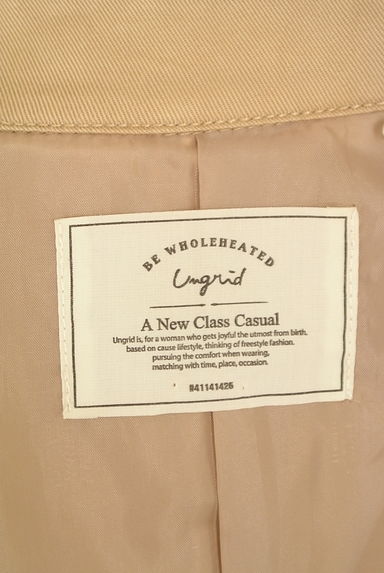 BE WHOLEHEATED
Ungrid
A New Class Casual
Ungrid is, for a woman who gets joyful the utmost from birth.
based on cause lifestyle, thinking of freestyle fashion.
pursuing the comfort when wearing,
matching with time, place, occasion.
#41141425